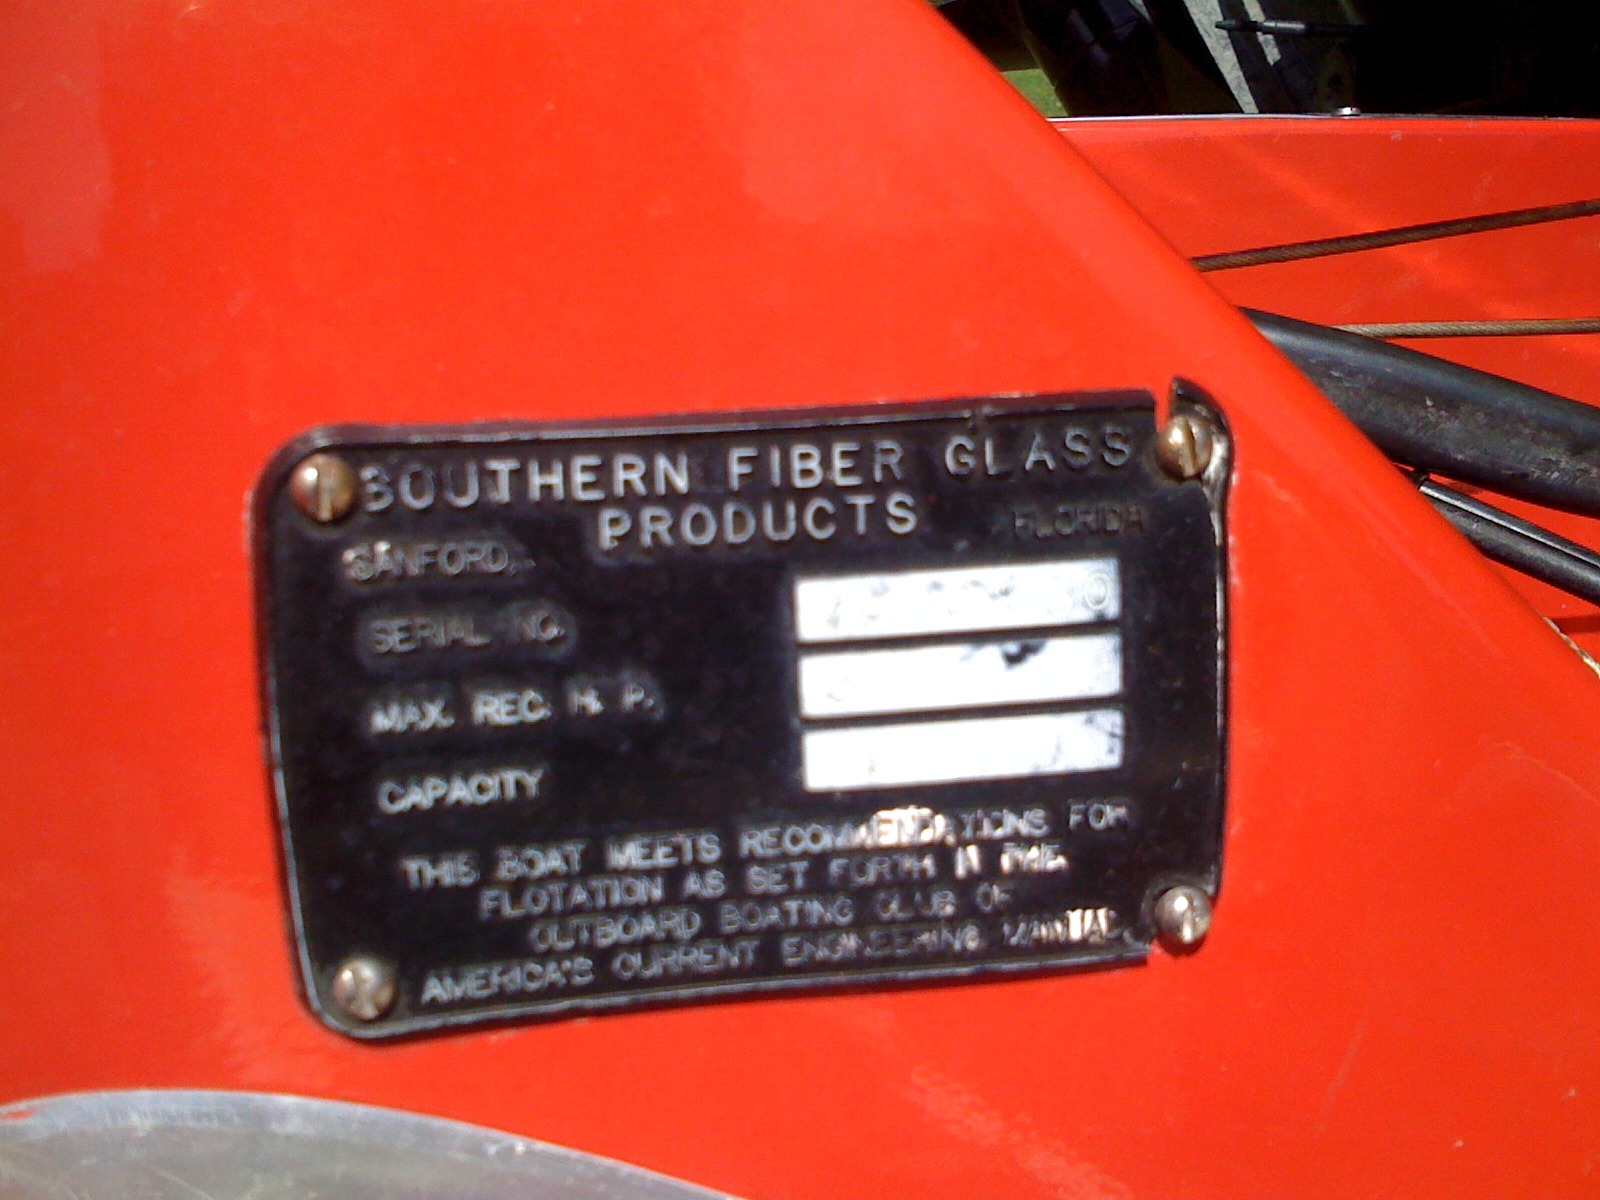 SOUTHERN FIBER GLASS
PRODUCTS
SANFORD, FLORIDA
SERIAL NO.
MAX. REC. H. P.
CAPACITY
THIS BOAT MEETS RECOMMENDATIONS FOR
FLOTATION AS SET FORTH IN THE
OUTBOARD BOATING CLUB OF
AMERICA'S CURRENT ENGINEERING MANUAL